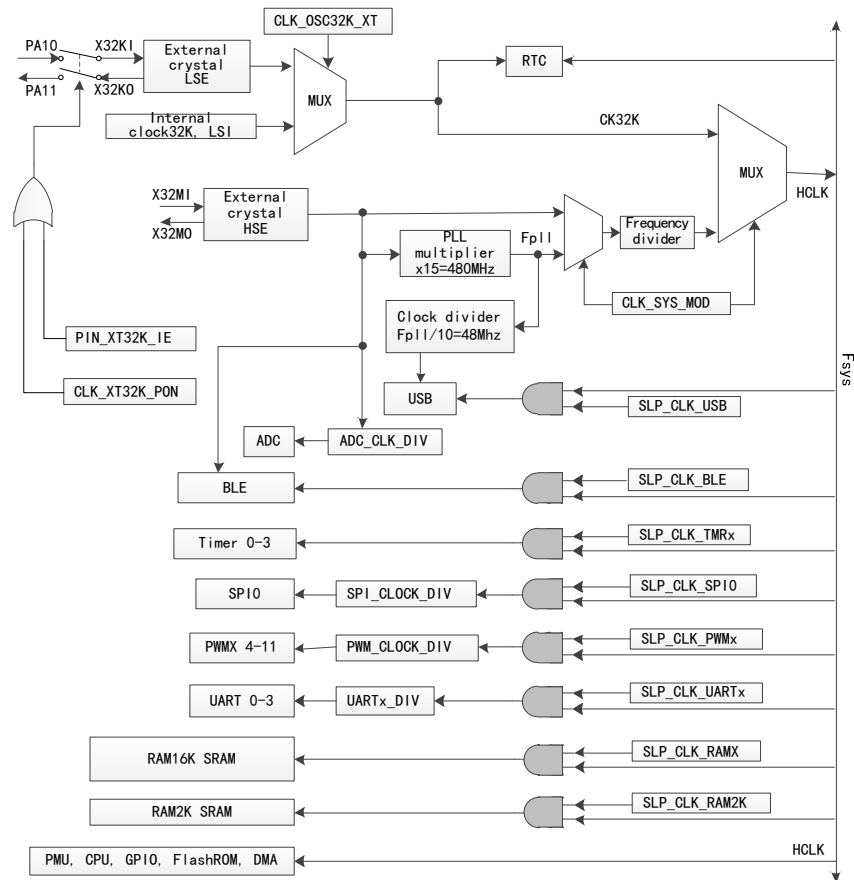 CLK_OSC32K_XT
PA10
X32KI
External
crystal
LSE
PA11
X32KO
MUX
RTC
Internal
clock32K, LSI
CK32K
MUX
HCLK
X32MI
X32MO
External
crystal
HSE
PLL
multiplier
x15=480MHz
Fpll
Frequency
divider
CLK_SYS_MOD
Clock divider
Fpll/10=48Mhz
PIN_XT32K_IE
CLK_XT32K_PON
Fsys
USB
SLP_CLK_USB
ADC
ADC_CLK_DIV
BLE
SLP_CLK_BLE
Timer 0-3
SLP_CLK_TMRx
SPI0
SPI_CLOCK_DIV
SLP_CLK_SPI0
PWMX 4-11
PWM_CLOCK_DIV
SLP_CLK_PWMx
UART 0-3
UARTx_DIV
SLP_CLK_UARTx
RAM16K SRAM
SLP_CLK_RAMX
RAM2K SRAM
SLP_CLK_RAM2K
PMU, CPU, GPIO, FlashROM, DMA
HCLK